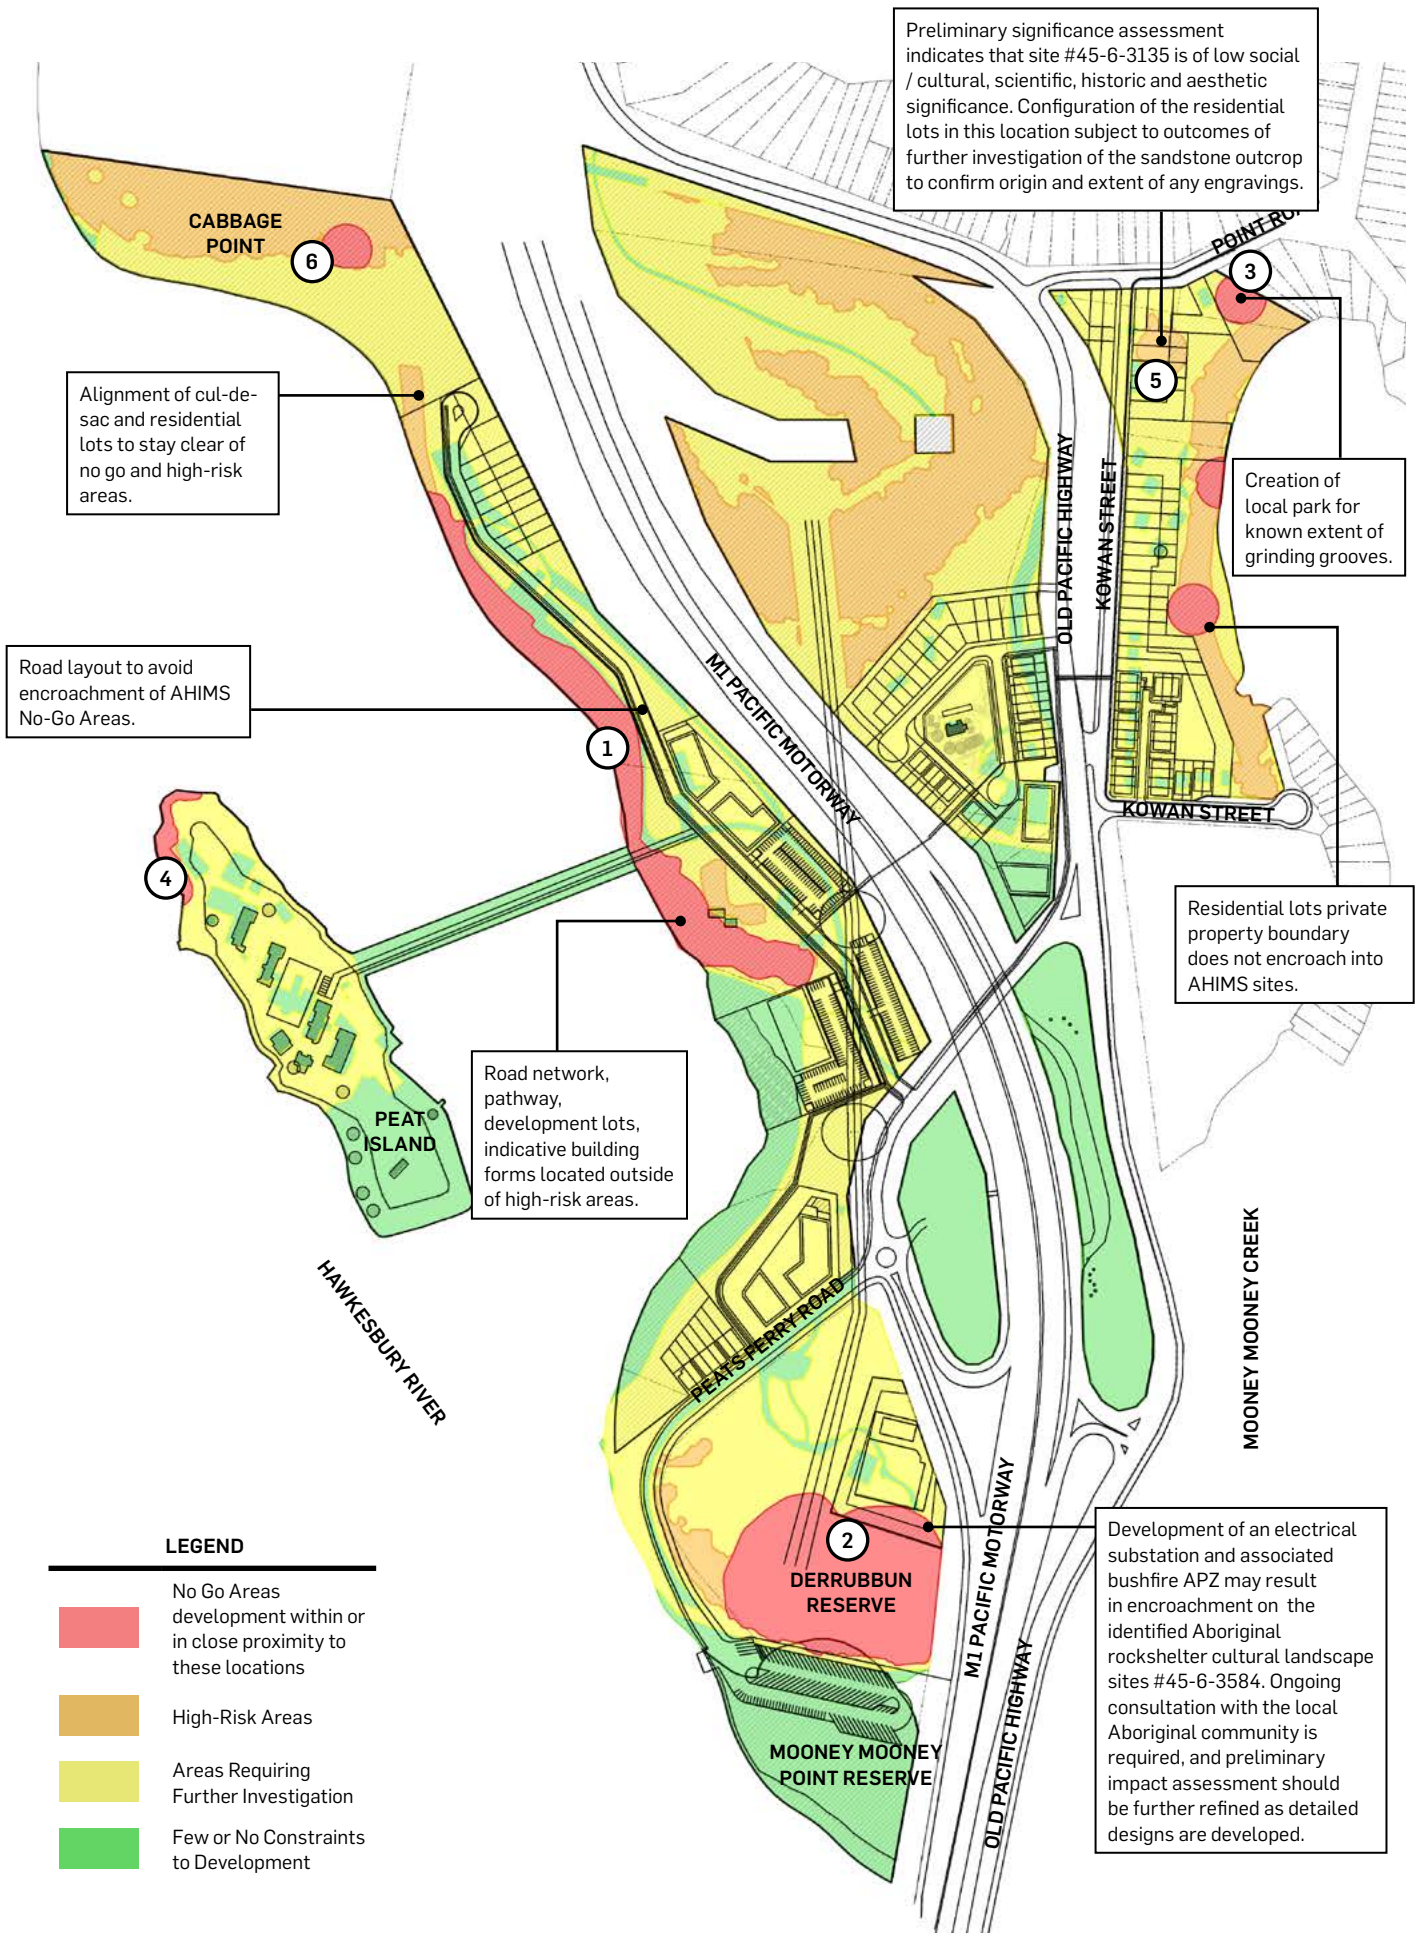 Preliminary significance assessment
indicates that site #45-6-3135 is of low social
/ cultural, scientific, historic and aesthetic
significance. Configuration of the residential
lots in this location subject to outcomes of
further investigation of the sandstone outcrop
to confirm origin and extent of any engravings.
CABBAGE
POINT
6
POINT
3
5
Alignment of cul-de-
sac and residential
lots to stay clear of
no go and high-risk
areas.
Creation of
local park for
known extent of
grinding grooves.
OLD PACIFIC HIGHWAY
KOWAN STREET
Road layout to avoid
encroachment of AHIMS
No-Go Areas.
1
M1 PACIFIC MOTORWAY
KOWAN STREET
4
Residential lots private
property boundary
does not encroach into
AHIMS sites.
Road network,
pathway,
development lots,
indicative building
forms located outside
of high-risk areas.
PEAT
ISLAND
HAWKESBURY RIVER
PEATS FERRY ROAD
MOONEY MOONEY CREEK
2
DERRUBBUN
RESERVE
M1 PACIFIC MOTORWAY
OLD PACIFIC HIGHWAY
Development of an electrical
substation and associated
bushfire APZ may result
in encroachment on the
identified Aboriginal
rockshelter cultural landscape
sites #45-6-3584. Ongoing
consultation with the local
Aboriginal community is
required, and preliminary
impact assessment should
be further refined as detailed
designs are developed.
MOONEY MOONEY
POINT RESERVE
LEGEND
No Go Areas
development within or
in close proximity to
these locations
High-Risk Areas
Areas Requiring
Further Investigation
Few or No Constraints
to Development